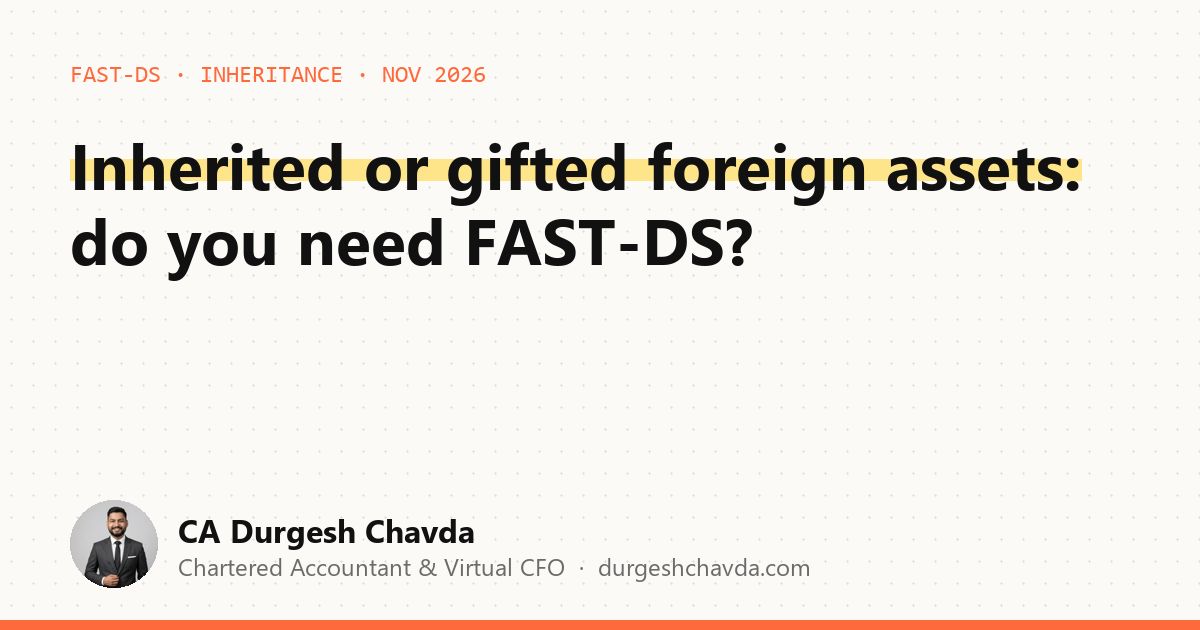 FAST-DS · INHERITANCE · NOV 2026
Inherited or gifted foreign assets:
do you need FAST-DS?
CA Durgesh Chavda
Chartered Accountant & Virtual CFO · durgeshchavda.com